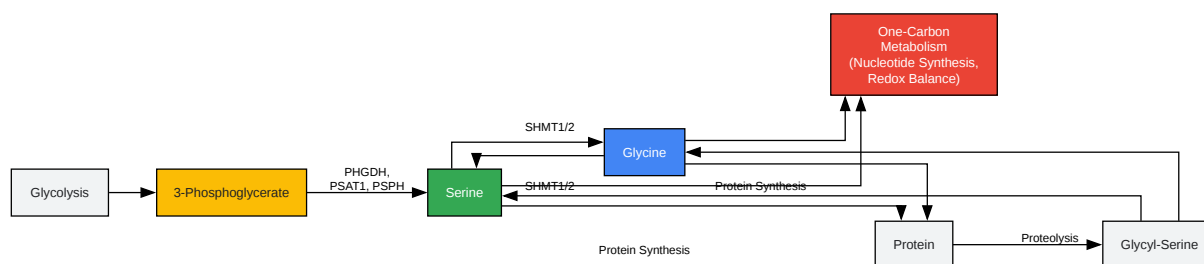 One-Carbon
Metabolism
(Nucleotide Synthesis,
Redox Balance)
SHMT1/2
Glycine
PHGDH,
PSAT1, PSPH
Glycolysis
3-Phosphoglycerate
Serine
SHMT1/2
Protein Synthesis
Protein Synthesis
Protein
Proteolysis
Glycyl-Serine